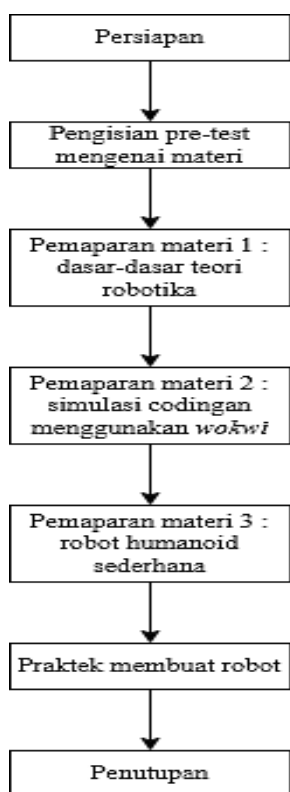 Persiapan
Pengisian pre-test
mengenai materi
Pemaparan materi 1 :
dasar-dasar teori
robotika
Pemaparan materi 2 :
simulasi codingan
menggunakan wokwi
Pemaparan materi 3 :
robot humanoid
sederhana
Praktek membuat robot
Penutupan